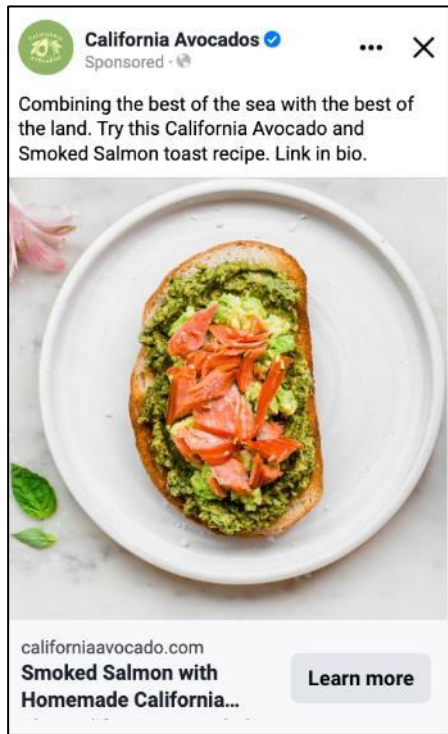 California Avocados
Sponsored ·
Combining the best of the sea with the best of
the land. Try this California Avocado and
Smoked Salmon toast recipe. Link in bio.
californiaavocado.com
Smoked Salmon with
Homemade California...
Learn more